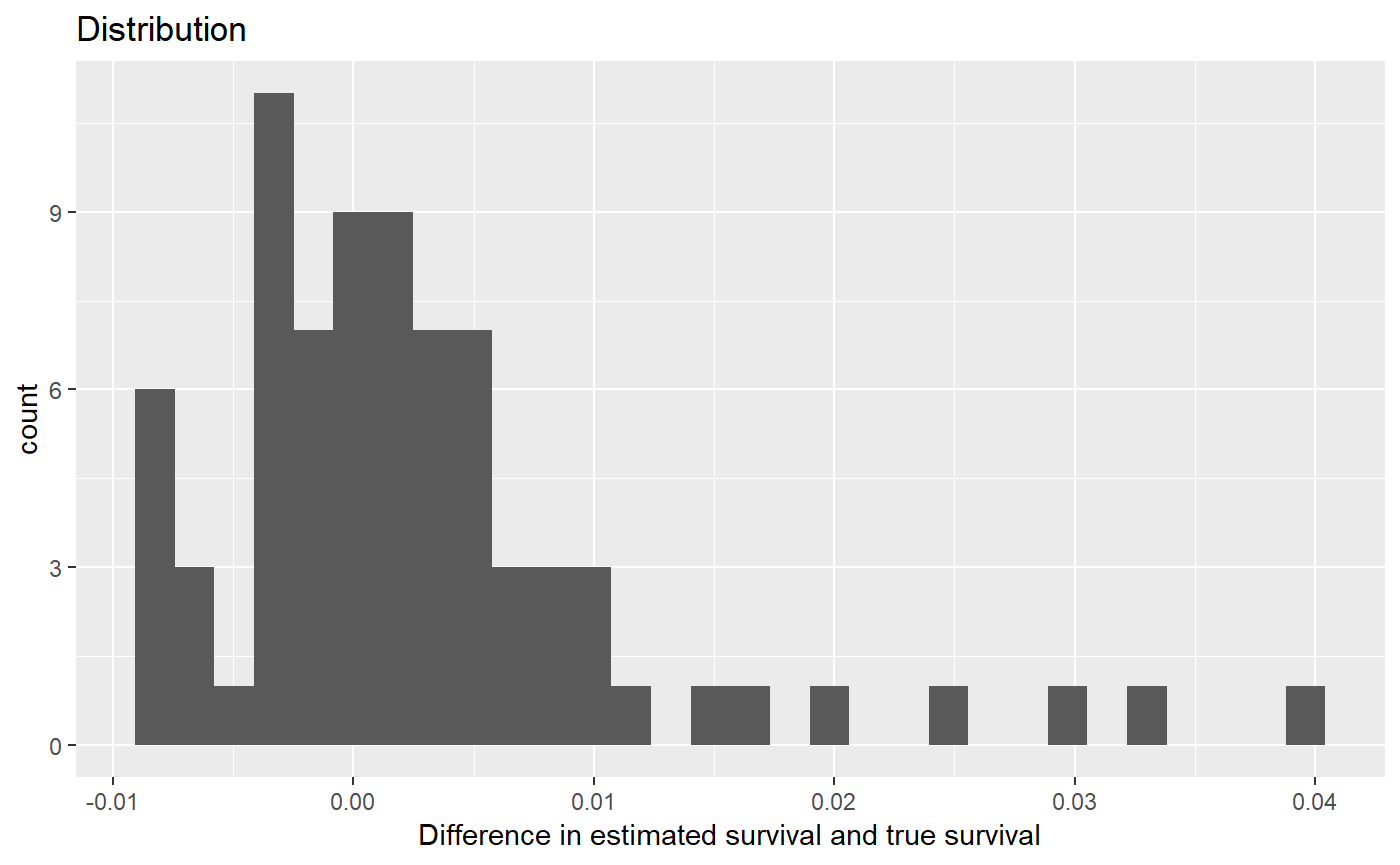 Distribution
count
9
6
3
0
-0.01 0.00 0.01 0.02 0.03 0.04
Difference in estimated survival and true survival